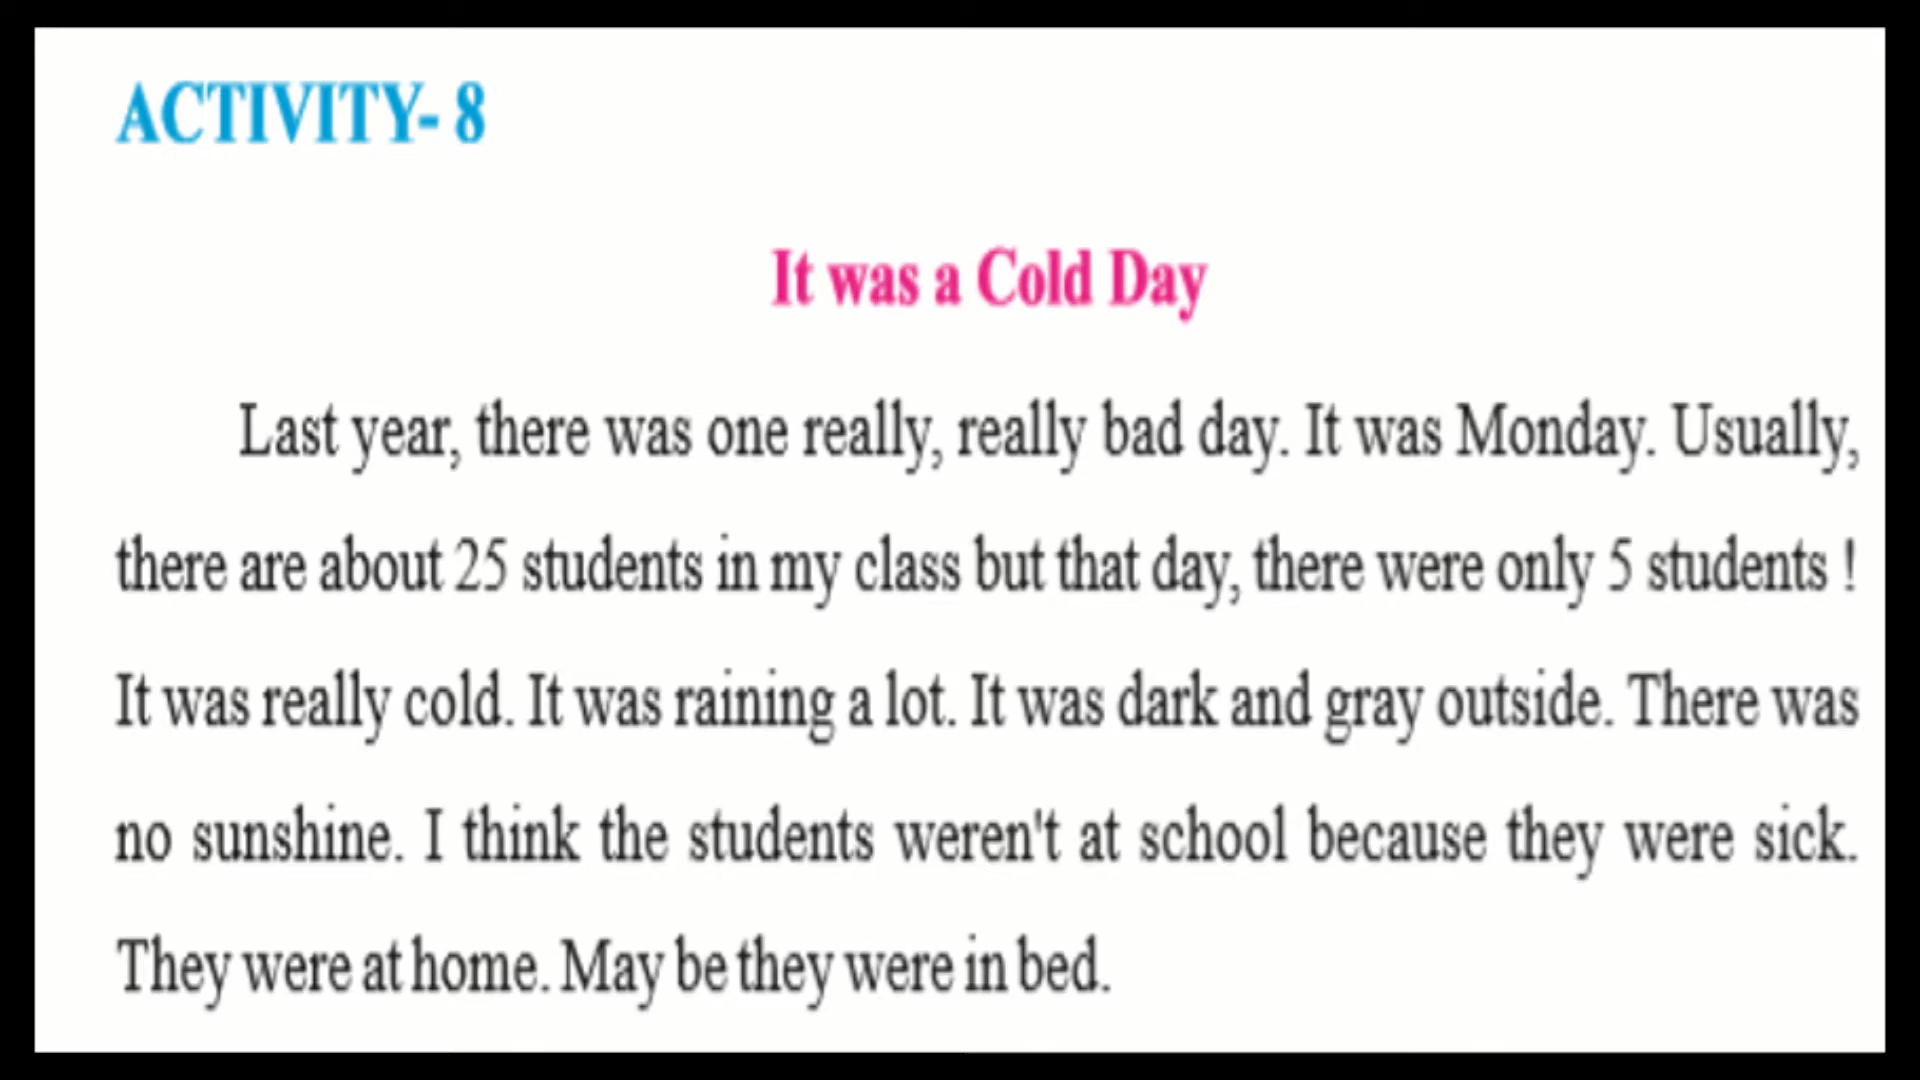 ACTIVITY- 8
It was a Cold Day
Last year, there was one really, really bad day. It was Monday. Usually,
there are about 25 students in my class but that day, there were only 5 students !
It was really cold. It was raining a lot. It was dark and gray outside. There was
no sunshine. I think the students weren't at school because they were sick.
They were at home. May be they were in bed.